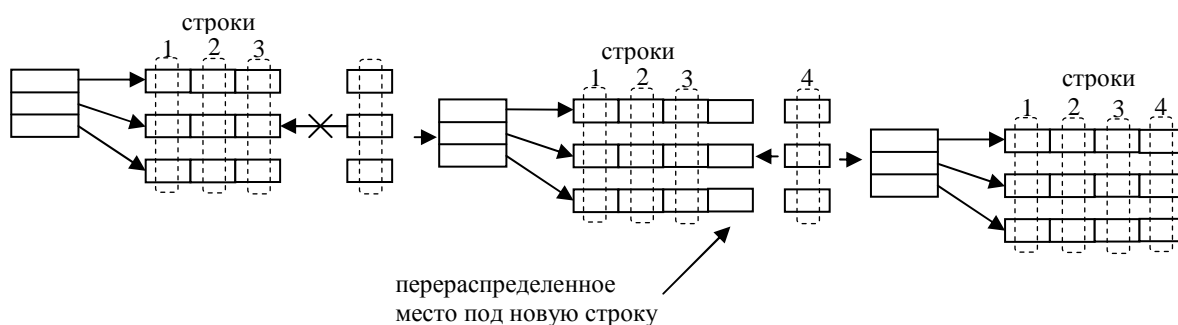 строки
1 2 3
строки
1 2 3 4
строки
1 2 3 4
перераспределенное
место под новую строку